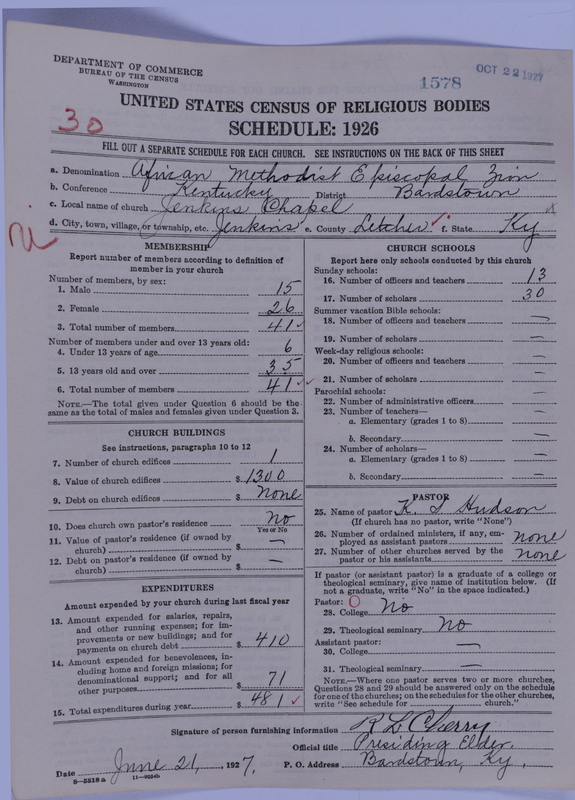 DEPARTMENT OF COMMERCE
BUREAU OF THE CENSUS
WASHINGTON
1578
OCT 22 1927
UNITED STATES CENSUS OF RELIGIOUS BODIES
30
SCHEDULE: 1926
FILL OUT A SEPARATE SCHEDULE FOR EACH CHURCH. SEE INSTRUCTIONS ON THE BACK OF THIS SHEET
a. Denomination African Methodist Episcopal Zion
b. Conference Kentucky District Bardstown
c. Local name of church Jenkins Chapel
d. City, town, village, or township, etc. Jenkins e. County Letcher f. State Ky
MEMBERSHIP
Report number of members according to definition of member in your church
Number of members, by sex:
1. Male 15
2. Female 26
3. Total number of members 41
Number of members under and over 13 years old:
4. Under 13 years of age 6
5. 13 years old and over 35
6. Total number of members 41
NOTE.—The total given under Question 6 should be the same as the total of males and females given under Question 3.
CHURCH BUILDINGS
See instructions, paragraphs 10 to 12
7. Number of church edifices 1
8. Value of church edifices $ 1300
9. Debt on church edifices $ none
10. Does church own pastor's residence No
Yes or No
11. Value of pastor's residence (if owned by church) $ —
12. Debt on pastor's residence (if owned by church) $ —
EXPENDITURES
Amount expended by your church during last fiscal year
13. Amount expended for salaries, repairs, and other running expenses; for improvements or new buildings; and for payments on church debt $ 410
14. Amount expended for benevolences, including home and foreign missions; for denominational support; and for all other purposes $ 71
15. Total expenditures during year $ 481
CHURCH SCHOOLS
Report here only schools conducted by this church
Sunday schools:
16. Number of officers and teachers 13
17. Number of scholars 30
Summer vacation Bible schools:
18. Number of officers and teachers —
19. Number of scholars —
Week-day religious schools:
20. Number of officers and teachers —
21. Number of scholars —
Parochial schools:
22. Number of administrative officers —
23. Number of teachers—
a. Elementary (grades 1 to 8) —
b. Secondary —
24. Number of scholars—
a. Elementary (grades 1 to 8) —
b. Secondary —
PASTOR
25. Name of pastor K. S Hudson
(If church has no pastor, write "None")
26. Number of ordained ministers, if any, employed as assistant pastors none
27. Number of other churches served by the pastor or his assistants none
If pastor (or assistant pastor) is a graduate of a college or theological seminary, give name of institution below. (If not a graduate, write "No" in the space indicated.)
Pastor: 0
28. College No
29. Theological seminary No
Assistant pastor:
30. College —
31. Theological seminary —
NOTE.—Where one pastor serves two or more churches, Questions 28 and 29 should be answered only on the schedule for one of the churches; on the schedules for the other churches, write "See schedule for church."
Signature of person furnishing information R L Cherry
Official title Presiding Elder.
Date June 21, 1927. P. O. Address Bardstown, Ky.